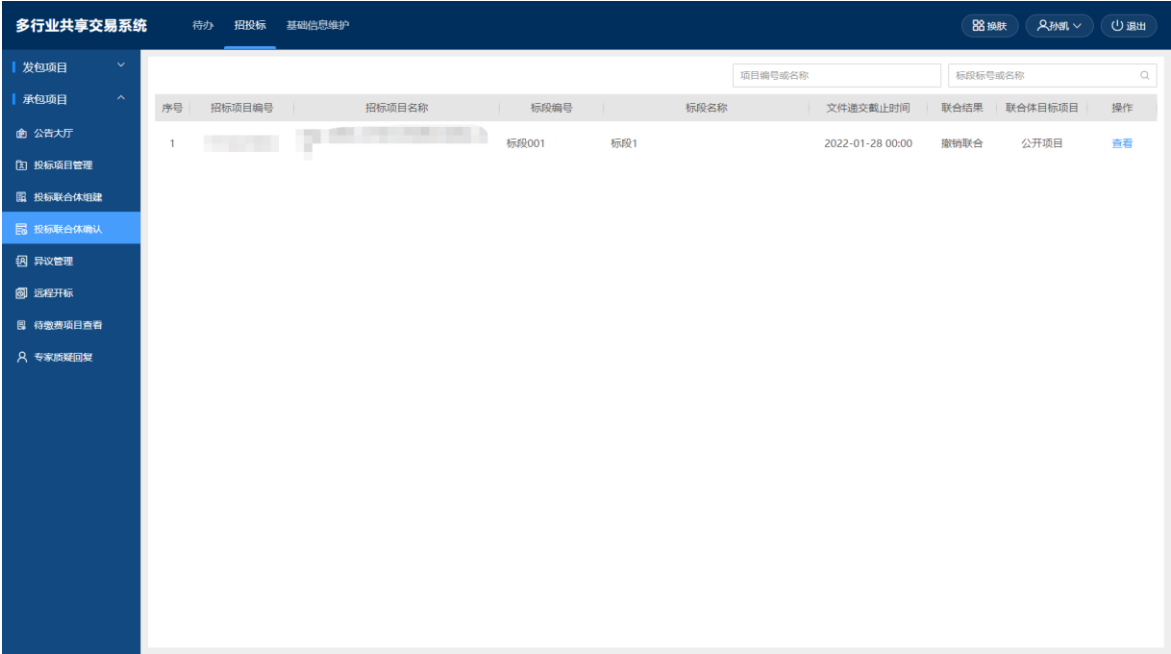 多行业共享交易系统 待办 招投标 基础信息维护 换肤 孙凯 退出
发包项目
项目编号或名称 标段标号或名称
承包项目
序号 招标项目编号 招标项目名称 标段编号 标段名称 文件递交截止时间 联合结果 联合体目标项目 操作
公告大厅
1 标段001 标段1 2022-01-28 00:00 撤销联合 公开项目 查看
投标项目管理
投标联合体组建
投标联合体确认
异议管理
远程开标
待缴费项目查看
专家质疑回复